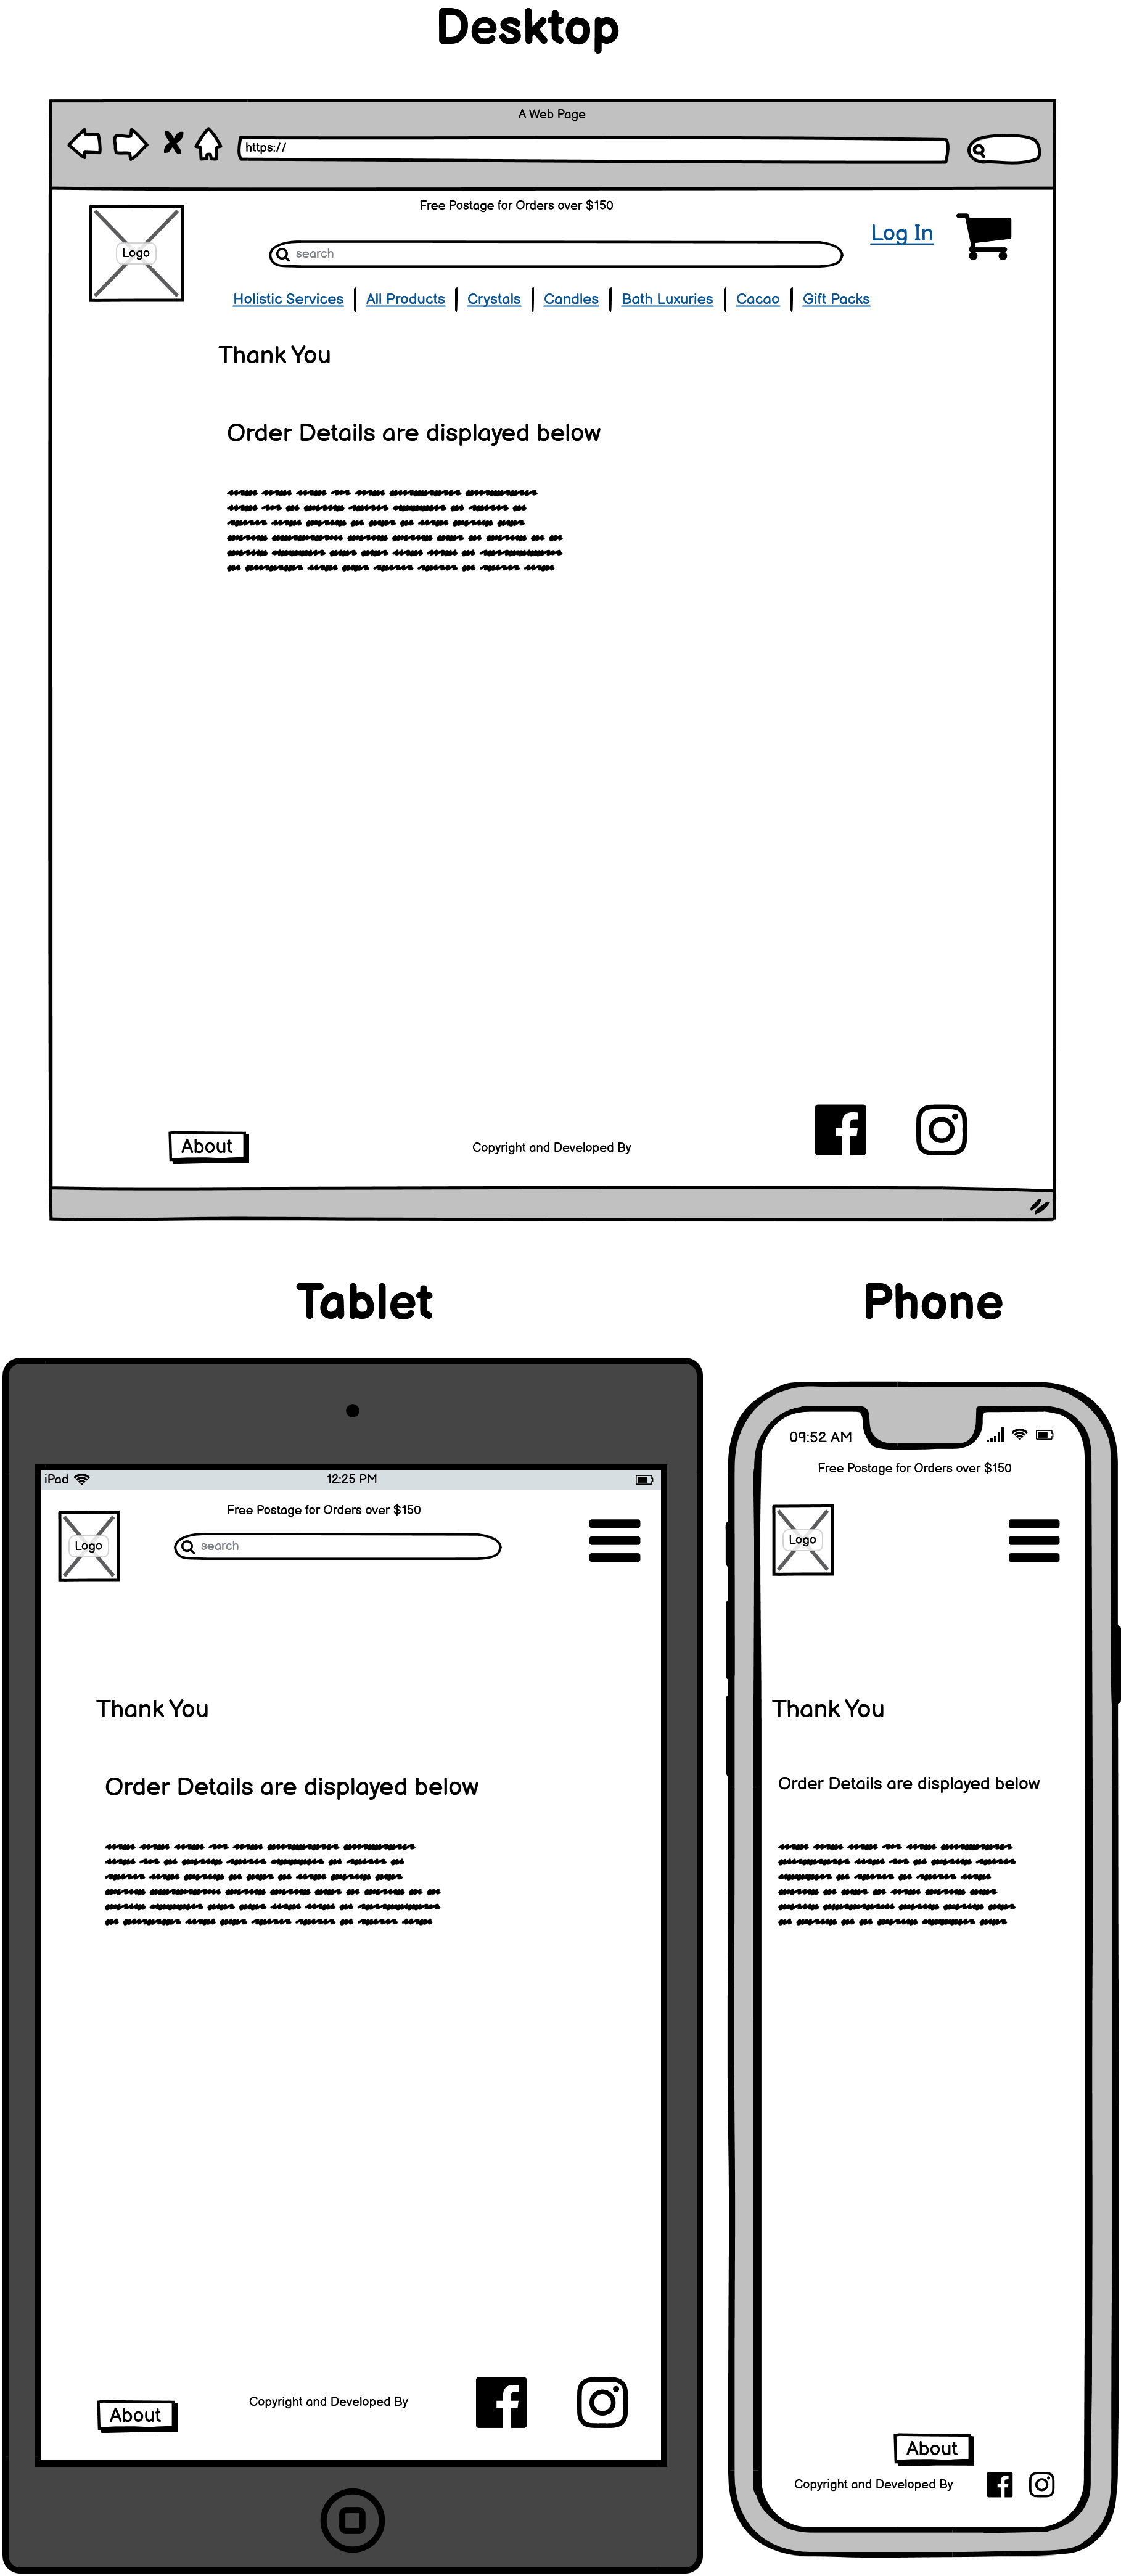 Desktop
A Web Page
https://
Free Postage for Orders over $150
Logo
search
Log In
Holistic Services | All Products | Crystals | Candles | Bath Luxuries | Cacao | Gift Packs
Thank You
Order Details are displayed below
About
Copyright and Developed By
Tablet
iPad
12:25 PM
Free Postage for Orders over $150
Logo
search
Thank You
Order Details are displayed below
About
Copyright and Developed By
Phone
09:52 AM
Free Postage for Orders over $150
Logo
Thank You
Order Details are displayed below
About
Copyright and Developed By